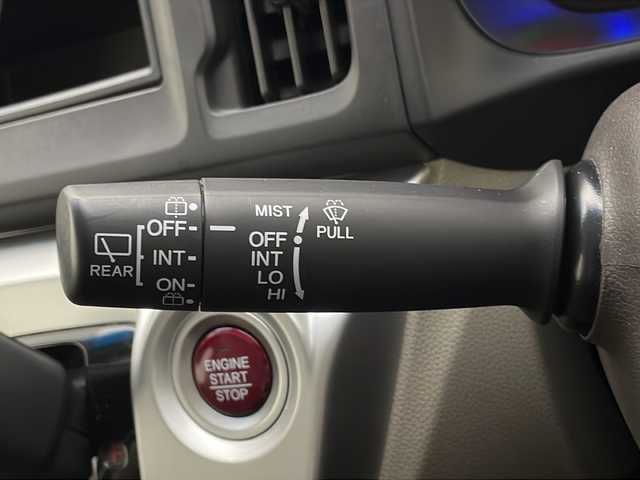 OFF
INT
ON
REAR
MIST
OFF
INT
LO
HI
PULL
ENGINE
START
STOP